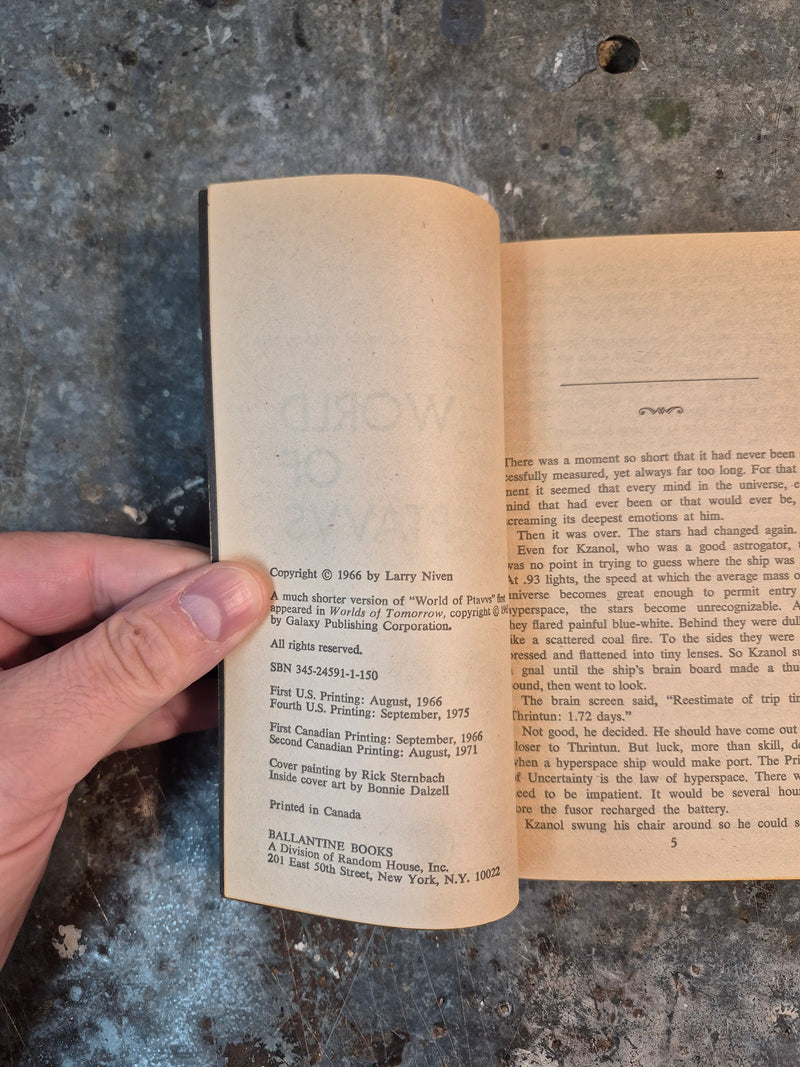 Copyright © 1966 by Larry Niven
A much shorter version of "World of Ptavvs" first
appeared in Worlds of Tomorrow, copyright ©
by Galaxy Publishing Corporation.
All rights reserved.
SBN 345-24591-1-150
First U.S. Printing: August, 1966
Fourth U.S. Printing: September, 1975
First Canadian Printing: September, 1966
Second Canadian Printing: August, 1971
Cover painting by Rick Sternbach
Inside cover art by Bonnie Dalzell
Printed in Canada
BALLANTINE BOOKS
A Division of Random House, Inc.
201 East 50th Street, New York, N.Y. 10022
There was a moment so short that it had never been
cessfully measured, yet always far too long. For that
ment it seemed that every mind in the universe, e
mind that had ever been or that would ever be,
creaming its deepest emotions at him.
Then it was over. The stars had changed again.
Even for Kzanol, who was a good astrogator, t
was no point in trying to guess where the ship was
At .93 lights, the speed at which the average mass o
universe becomes great enough to permit entry
hyperspace, the stars become unrecognizable. A
hey flared painful blue-white. Behind they were dull
ike a scattered coal fire. To the sides they were
pressed and flattened into tiny lenses. So Kzanol su
gnal until the ship's brain board made a thu
ound, then went to look.
The brain screen said, "Reestimate of trip tim
Thrintun: 1.72 days."
Not good, he decided. He should have come out
loser to Thrintun. But luck, more than skill, de
when a hyperspace ship would make port. The Pri
of Uncertainty is the law of hyperspace. There w
eed to be impatient. It would be several hou
ore the fusor recharged the battery.
Kzanol swung his chair around so he could s
5